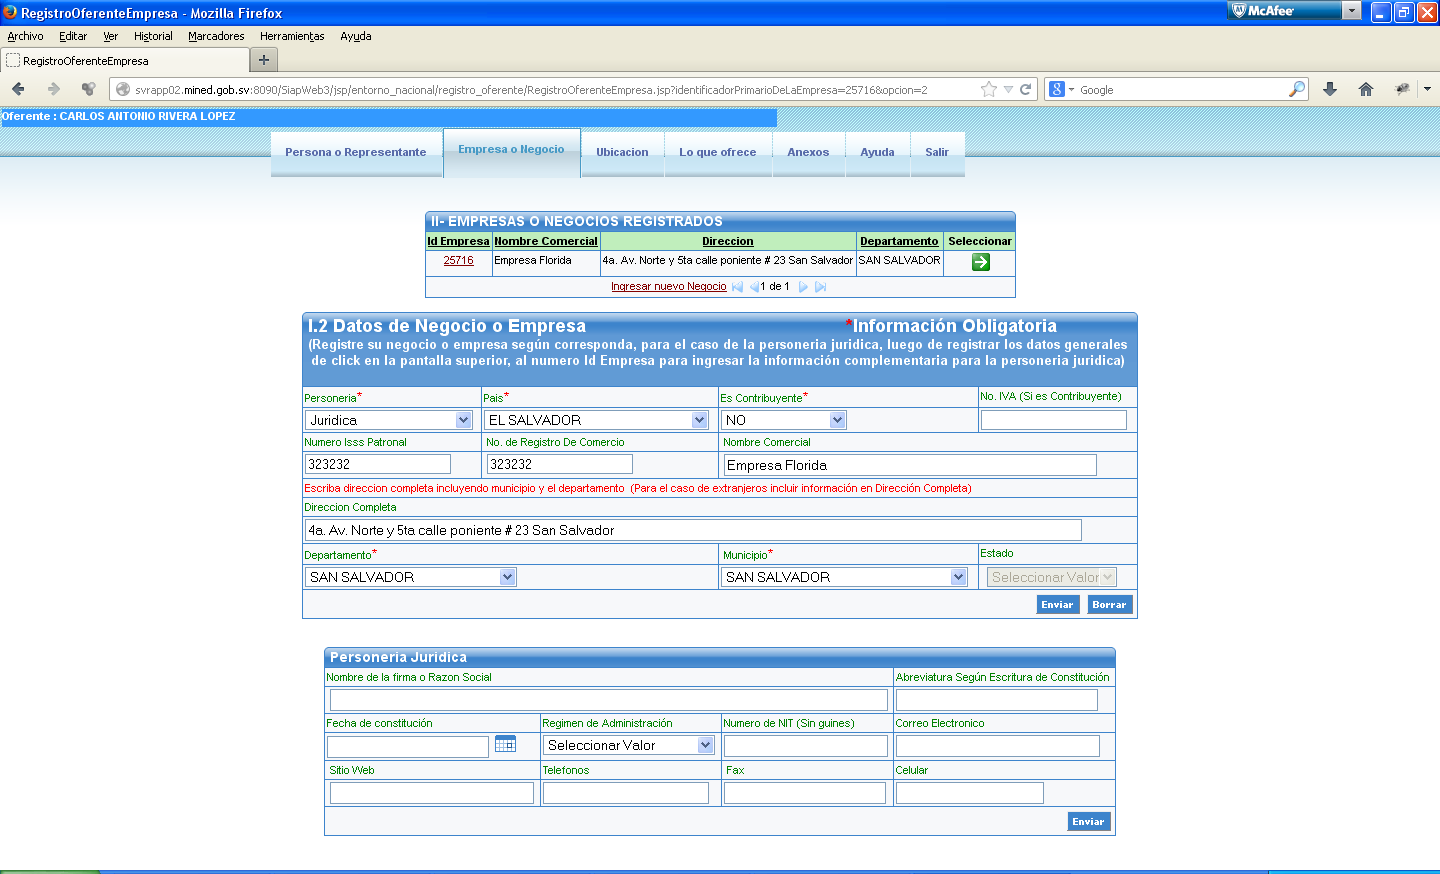 RegistroOferenteEmpresa - Mozilla Firefox
McAfee
Archivo Editar Ver Historial Marcadores Herramientas Ayuda
RegistroOferenteEmpresa
svrapp02.mined.gob.sv:8090/SiapWeb3/jsp/entorno_nacional/registro_oferente/RegistroOferenteEmpresa.jsp?identificadorPrimarioDeLaEmpresa=25716&opcion=2
Google
Oferente : CARLOS ANTONIO RIVERA LOPEZ
Persona o Representante Empresa o Negocio Ubicacion Lo que ofrece Anexos Ayuda Salir
II- EMPRESAS O NEGOCIOS REGISTRADOS
Id Empresa Nombre Comercial Direccion Departamento Seleccionar
25716 Empresa Florida 4a. Av. Norte y 5ta calle poniente # 23 San Salvador SAN SALVADOR
Ingresar nuevo Negocio 1 de 1
I.2 Datos de Negocio o Empresa *Información Obligatoria
(Registre su negocio o empresa según corresponda, para el caso de la personeria juridica, luego de registrar los datos generales
de click en la pantalla superior, al numero Id Empresa para ingresar la información complementaria para la personeria juridica)
Personeria* Pais* Es Contribuyente* No. IVA (Si es Contribuyente)
Juridica EL SALVADOR NO
Numero Isss Patronal No. de Registro De Comercio Nombre Comercial
323232 323232 Empresa Florida
Escriba direccion completa incluyendo municipio y el departamento (Para el caso de extranjeros incluir información en Dirección Completa)
Direccion Completa
4a. Av. Norte y 5ta calle poniente # 23 San Salvador
Departamento* Municipio* Estado
SAN SALVADOR SAN SALVADOR Seleccionar Valor
Enviar Borrar
Personeria Juridica
Nombre de la firma o Razon Social Abreviatura Según Escritura de Constitución
Fecha de constitución Regimen de Administración Numero de NIT (Sin guines) Correo Electronico
Seleccionar Valor
Sitio Web Telefonos Fax Celular
Enviar